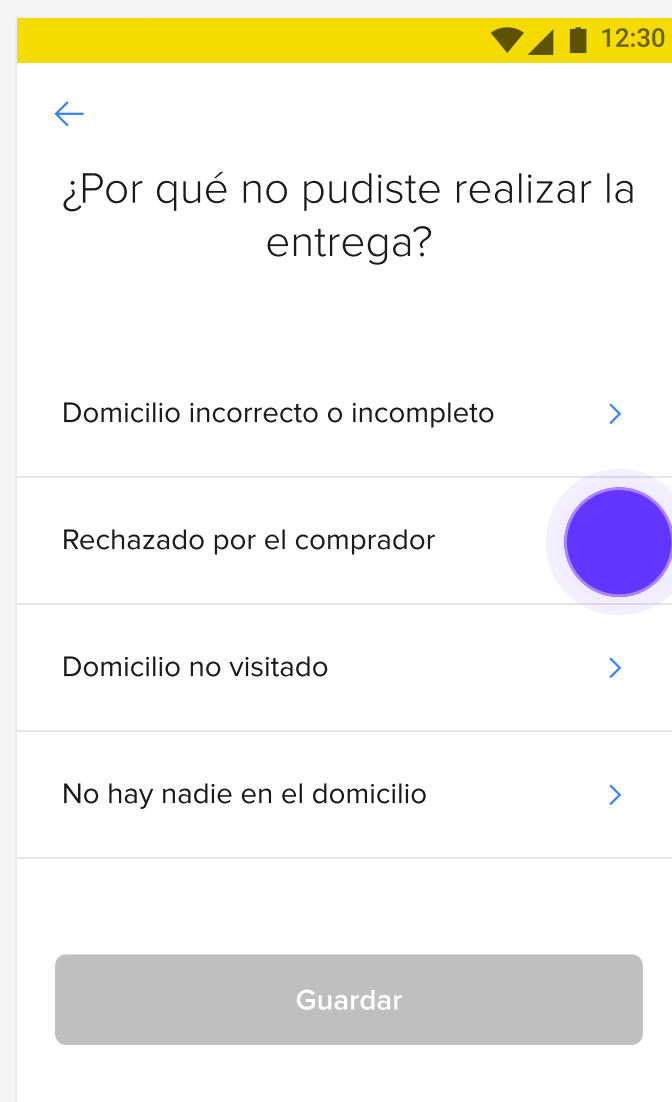 12:30
¿Por qué no pudiste realizar la
entrega?
Domicilio incorrecto o incompleto
Rechazado por el comprador
Domicilio no visitado
No hay nadie en el domicilio
Guardar